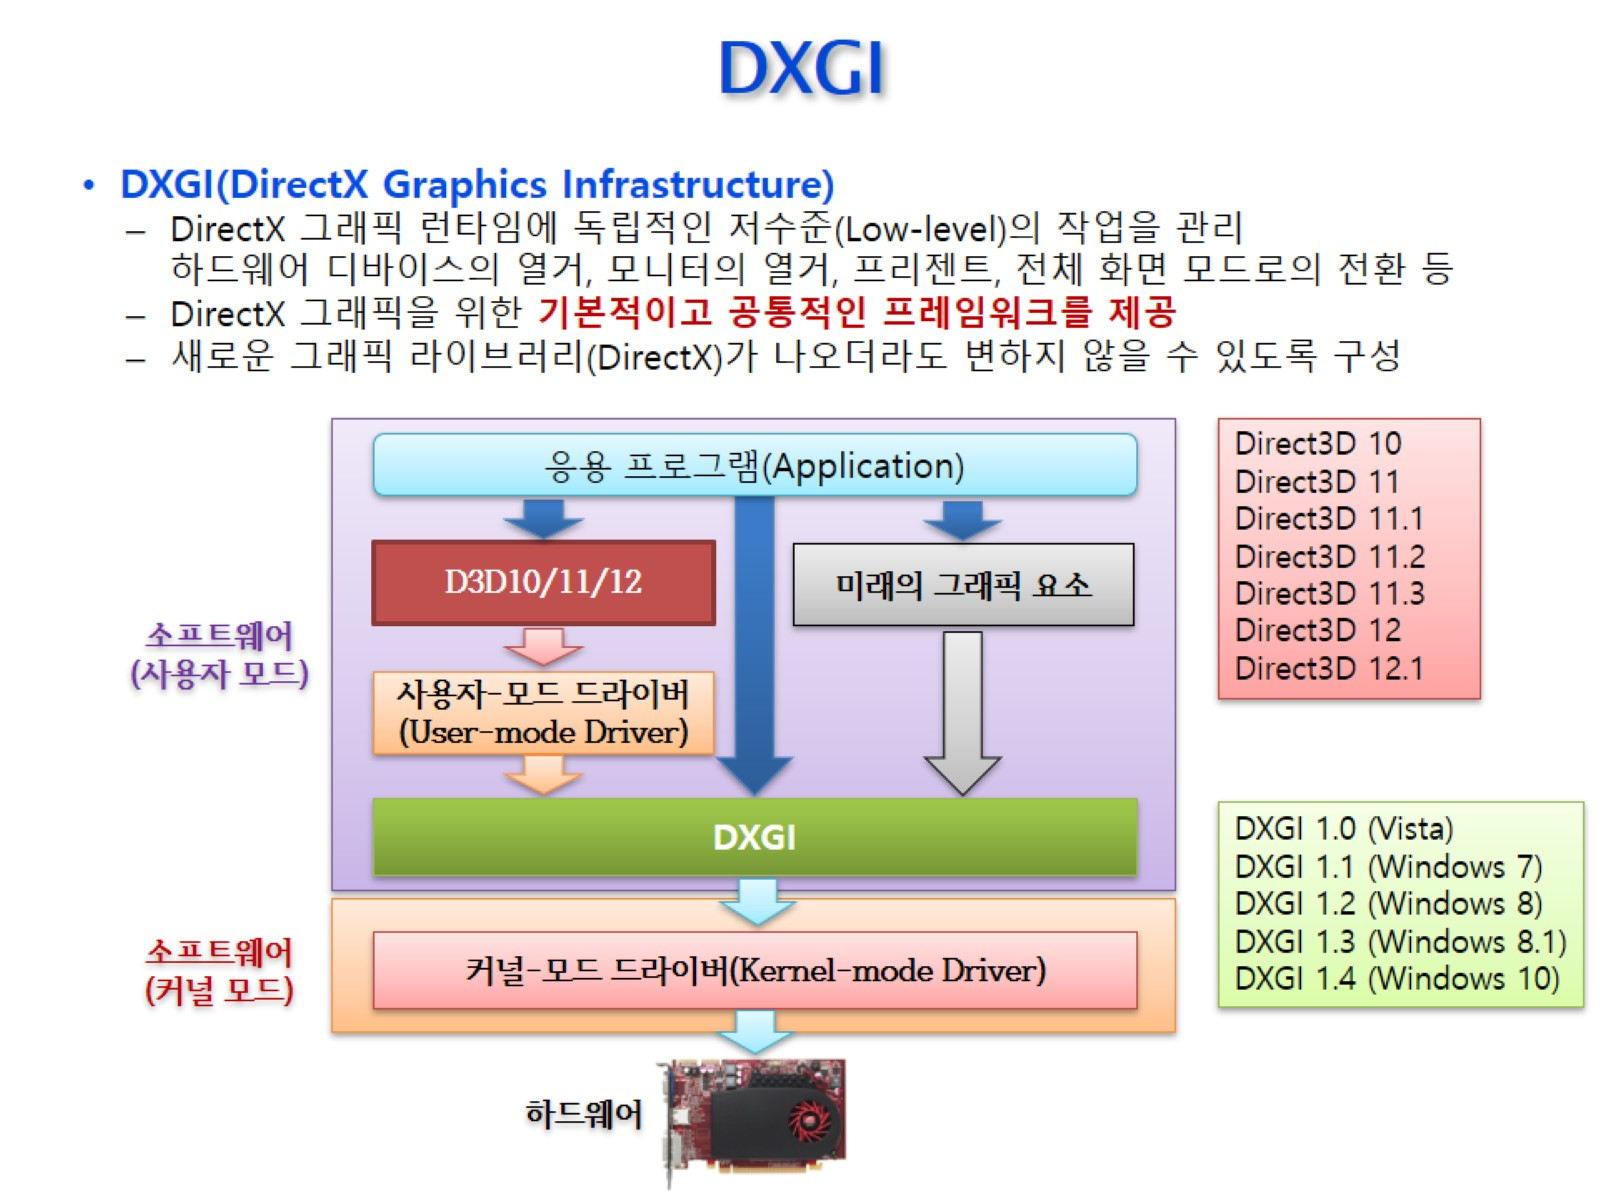 DXGI
• DXGI(DirectX Graphics Infrastructure)
– DirectX 그래픽 런타임에 독립적인 저수준(Low-level)의 작업을 관리
하드웨어 디바이스의 열거, 모니터의 열거, 프리젠트, 전체 화면 모드로의 전환 등
– DirectX 그래픽을 위한 기본적이고 공통적인 프레임워크를 제공
– 새로운 그래픽 라이브러리(DirectX)가 나오더라도 변하지 않을 수 있도록 구성
응용 프로그램(Application)
D3D10/11/12
미래의 그래픽 요소
소프트웨어
(사용자 모드)
사용자-모드 드라이버
(User-mode Driver)
DXGI
소프트웨어
(커널 모드)
커널-모드 드라이버(Kernel-mode Driver)
하드웨어
Direct3D 10
Direct3D 11
Direct3D 11.1
Direct3D 11.2
Direct3D 11.3
Direct3D 12
Direct3D 12.1
DXGI 1.0 (Vista)
DXGI 1.1 (Windows 7)
DXGI 1.2 (Windows 8)
DXGI 1.3 (Windows 8.1)
DXGI 1.4 (Windows 10)